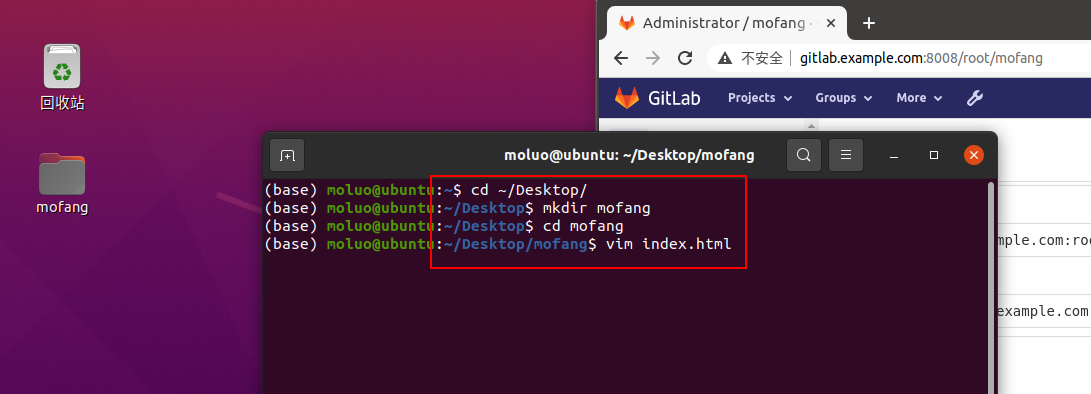 回收站
mofang
Administrator / mofang
不安全 gitlab.example.com:8008/root/mofang
GitLab Projects Groups More
moluo@ubuntu: ~/Desktop/mofang
(base) moluo@ubuntu:~$ cd ~/Desktop/
(base) moluo@ubuntu:~/Desktop$ mkdir mofang
(base) moluo@ubuntu:~/Desktop$ cd mofang
(base) moluo@ubuntu:~/Desktop/mofang$ vim index.html
mple.com:roo
example.com